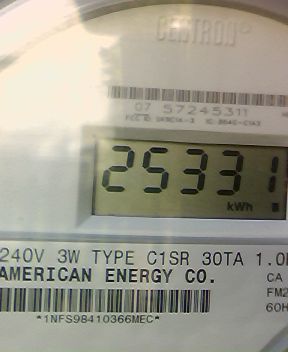 CENTRON®
07 57245311
25331
kWh
240V 3W TYPE C1SR 30TA 1.0
AMERICAN ENERGY CO.
CA
FM2
60H
*1NFS98410366MEC*